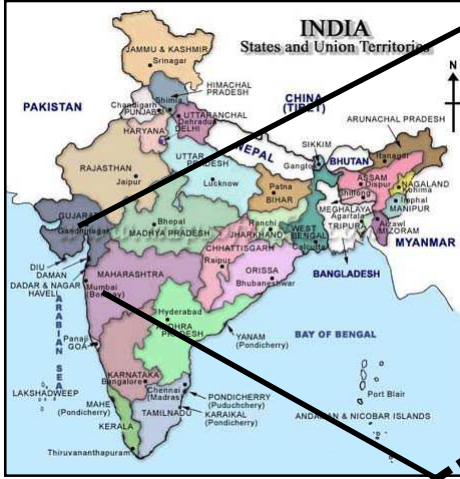 INDIA
States and Union Territories
N
JAMMU & KASHMIR
Srinagar
HIMACHAL
PRADESH
PAKISTAN
CHINA
(TIBET)
Chandigarh
Shimla
PUNJAB
UTTARANCHAL
Dehradun
HARYANA
DELHI
ARUNACHAL PRADESH
NEPAL
SIKKIM
Gangtok
BHUTAN
Itanagar
RAJASTHAN
Jaipur
UTTAR
PRADESH
Lucknow
ASSAM
Dispur
NAGALAND
Kohima
Shillong
Patna
BIHAR
MEGHALAYA
Imphal
MANIPUR
GUJARAT
Gandhinagar
Bhopal
MADHYA PRADESH
Ranchi
JHARKHAND
WEST
BENGAL
Calcutta
Agartala
TRIPURA
Aizwl
MIZORAM
MYANMAR
CHHATTISGARH
Raipur
BANGLADESH
DIU
DAMAN
DADAR & NAGAR
HAVELI
MAHARASHTRA
Mumbai
(Bombay)
ORISSA
Bhubaneshwar
ARABIAN SEA
Hyderabad
ANDHRA
PRADESH
YANAM
(Pondicherry)
BAY OF BENGAL
Panaji
GOA
KARNATAKA
Bangalore
Chennai
(Madras)
PONDICHERRY
(Puduchchery)
KARAIKAL
(Pondicherry)
LAKSHADWEEP
MAHE
(Pondicherry)
TAMILNADU
KERALA
Thiruvananthapuram
Port Blair
ANDAMAN & NICOBAR ISLANDS